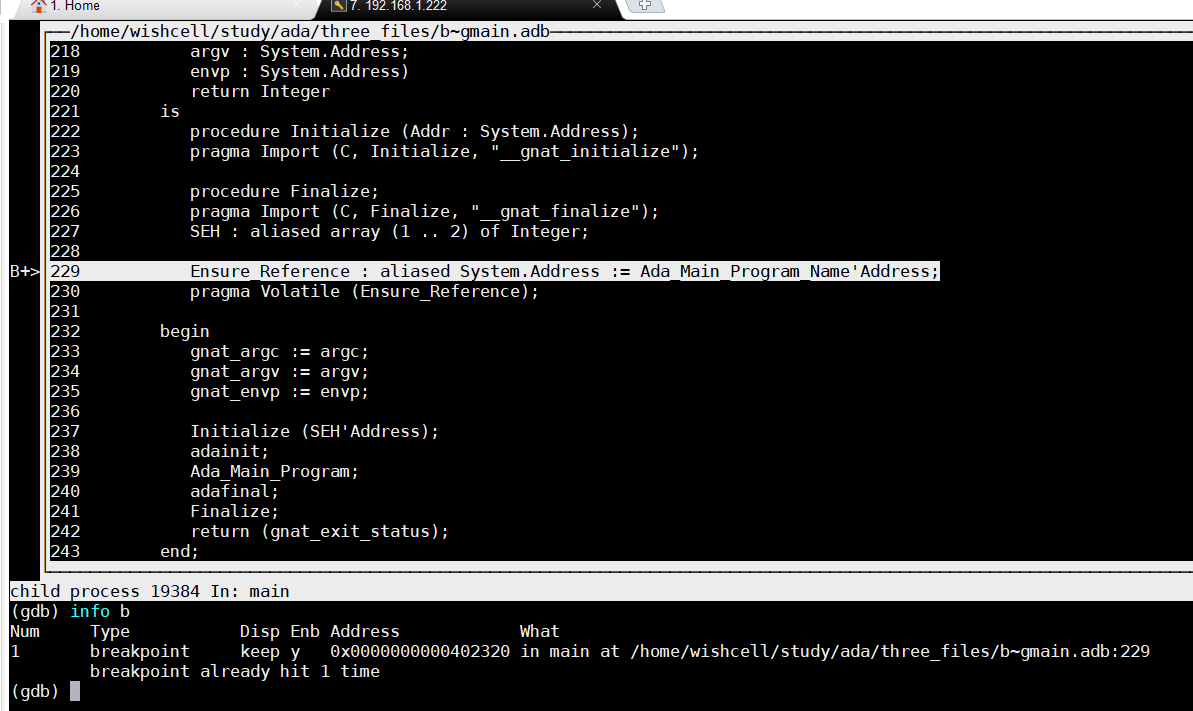 1. Home
7. 192.168.1.222
/home/wishcell/study/ada/three_files/b~gmain.adb
218 argv : System.Address;
219 envp : System.Address)
220 return Integer
221 is
222 procedure Initialize (Addr : System.Address);
223 pragma Import (C, Initialize, "__gnat_initialize");
224
225 procedure Finalize;
226 pragma Import (C, Finalize, "__gnat_finalize");
227 SEH : aliased array (1 .. 2) of Integer;
228
B+> 229 Ensure_Reference : aliased System.Address := Ada_Main_Program_Name'Address;
230 pragma Volatile (Ensure_Reference);
231
232 begin
233 gnat_argc := argc;
234 gnat_argv := argv;
235 gnat_envp := envp;
236
237 Initialize (SEH'Address);
238 adainit;
239 Ada_Main_Program;
240 adafinal;
241 Finalize;
242 return (gnat_exit_status);
243 end;
child process 19384 In: main
(gdb) info b
Num Type Disp Enb Address What
1 breakpoint keep y 0x0000000000402320 in main at /home/wishcell/study/ada/three_files/b~gmain.adb:229
breakpoint already hit 1 time
(gdb)